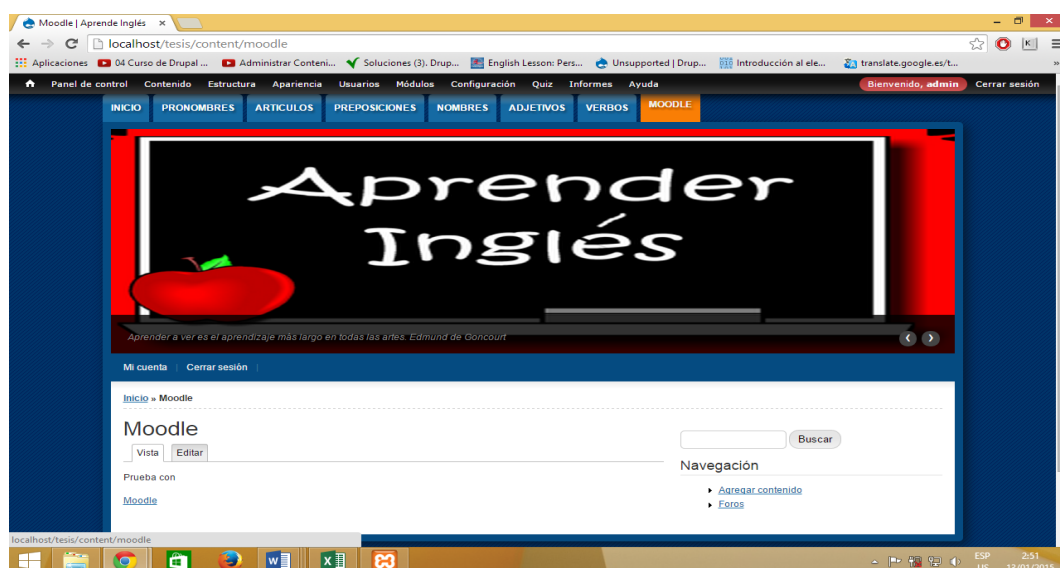 Moodle | Aprende Inglés
localhost/tesis/content/moodle
Aplicaciones 04 Curso de Drupal ... Administrar Conteni... Soluciones (3). Drup... English Lesson: Pers... Unsupported | Drup... Introducción al ele... translate.google.es/t... »
Panel de control Contenido Estructura Apariencia Usuarios Módulos Configuración Quiz Informes Ayuda Bienvenido, admin Cerrar sesión
INICIO PRONOMBRES ARTICULOS PREPOSICIONES NOMBRES ADJETIVOS VERBOS MOODLE
Aprender
Inglés
Aprender a ver es el aprendizaje más largo en todas las artes. Edmund de Goncourt
Mi cuenta | Cerrar sesión |
Inicio » Moodle
Moodle
Vista Editar
Prueba con
Moodle
Buscar
Navegación
Agregar contenido
Foros
localhost/tesis/content/moodle
ESP 2:51
US 13/01/2015